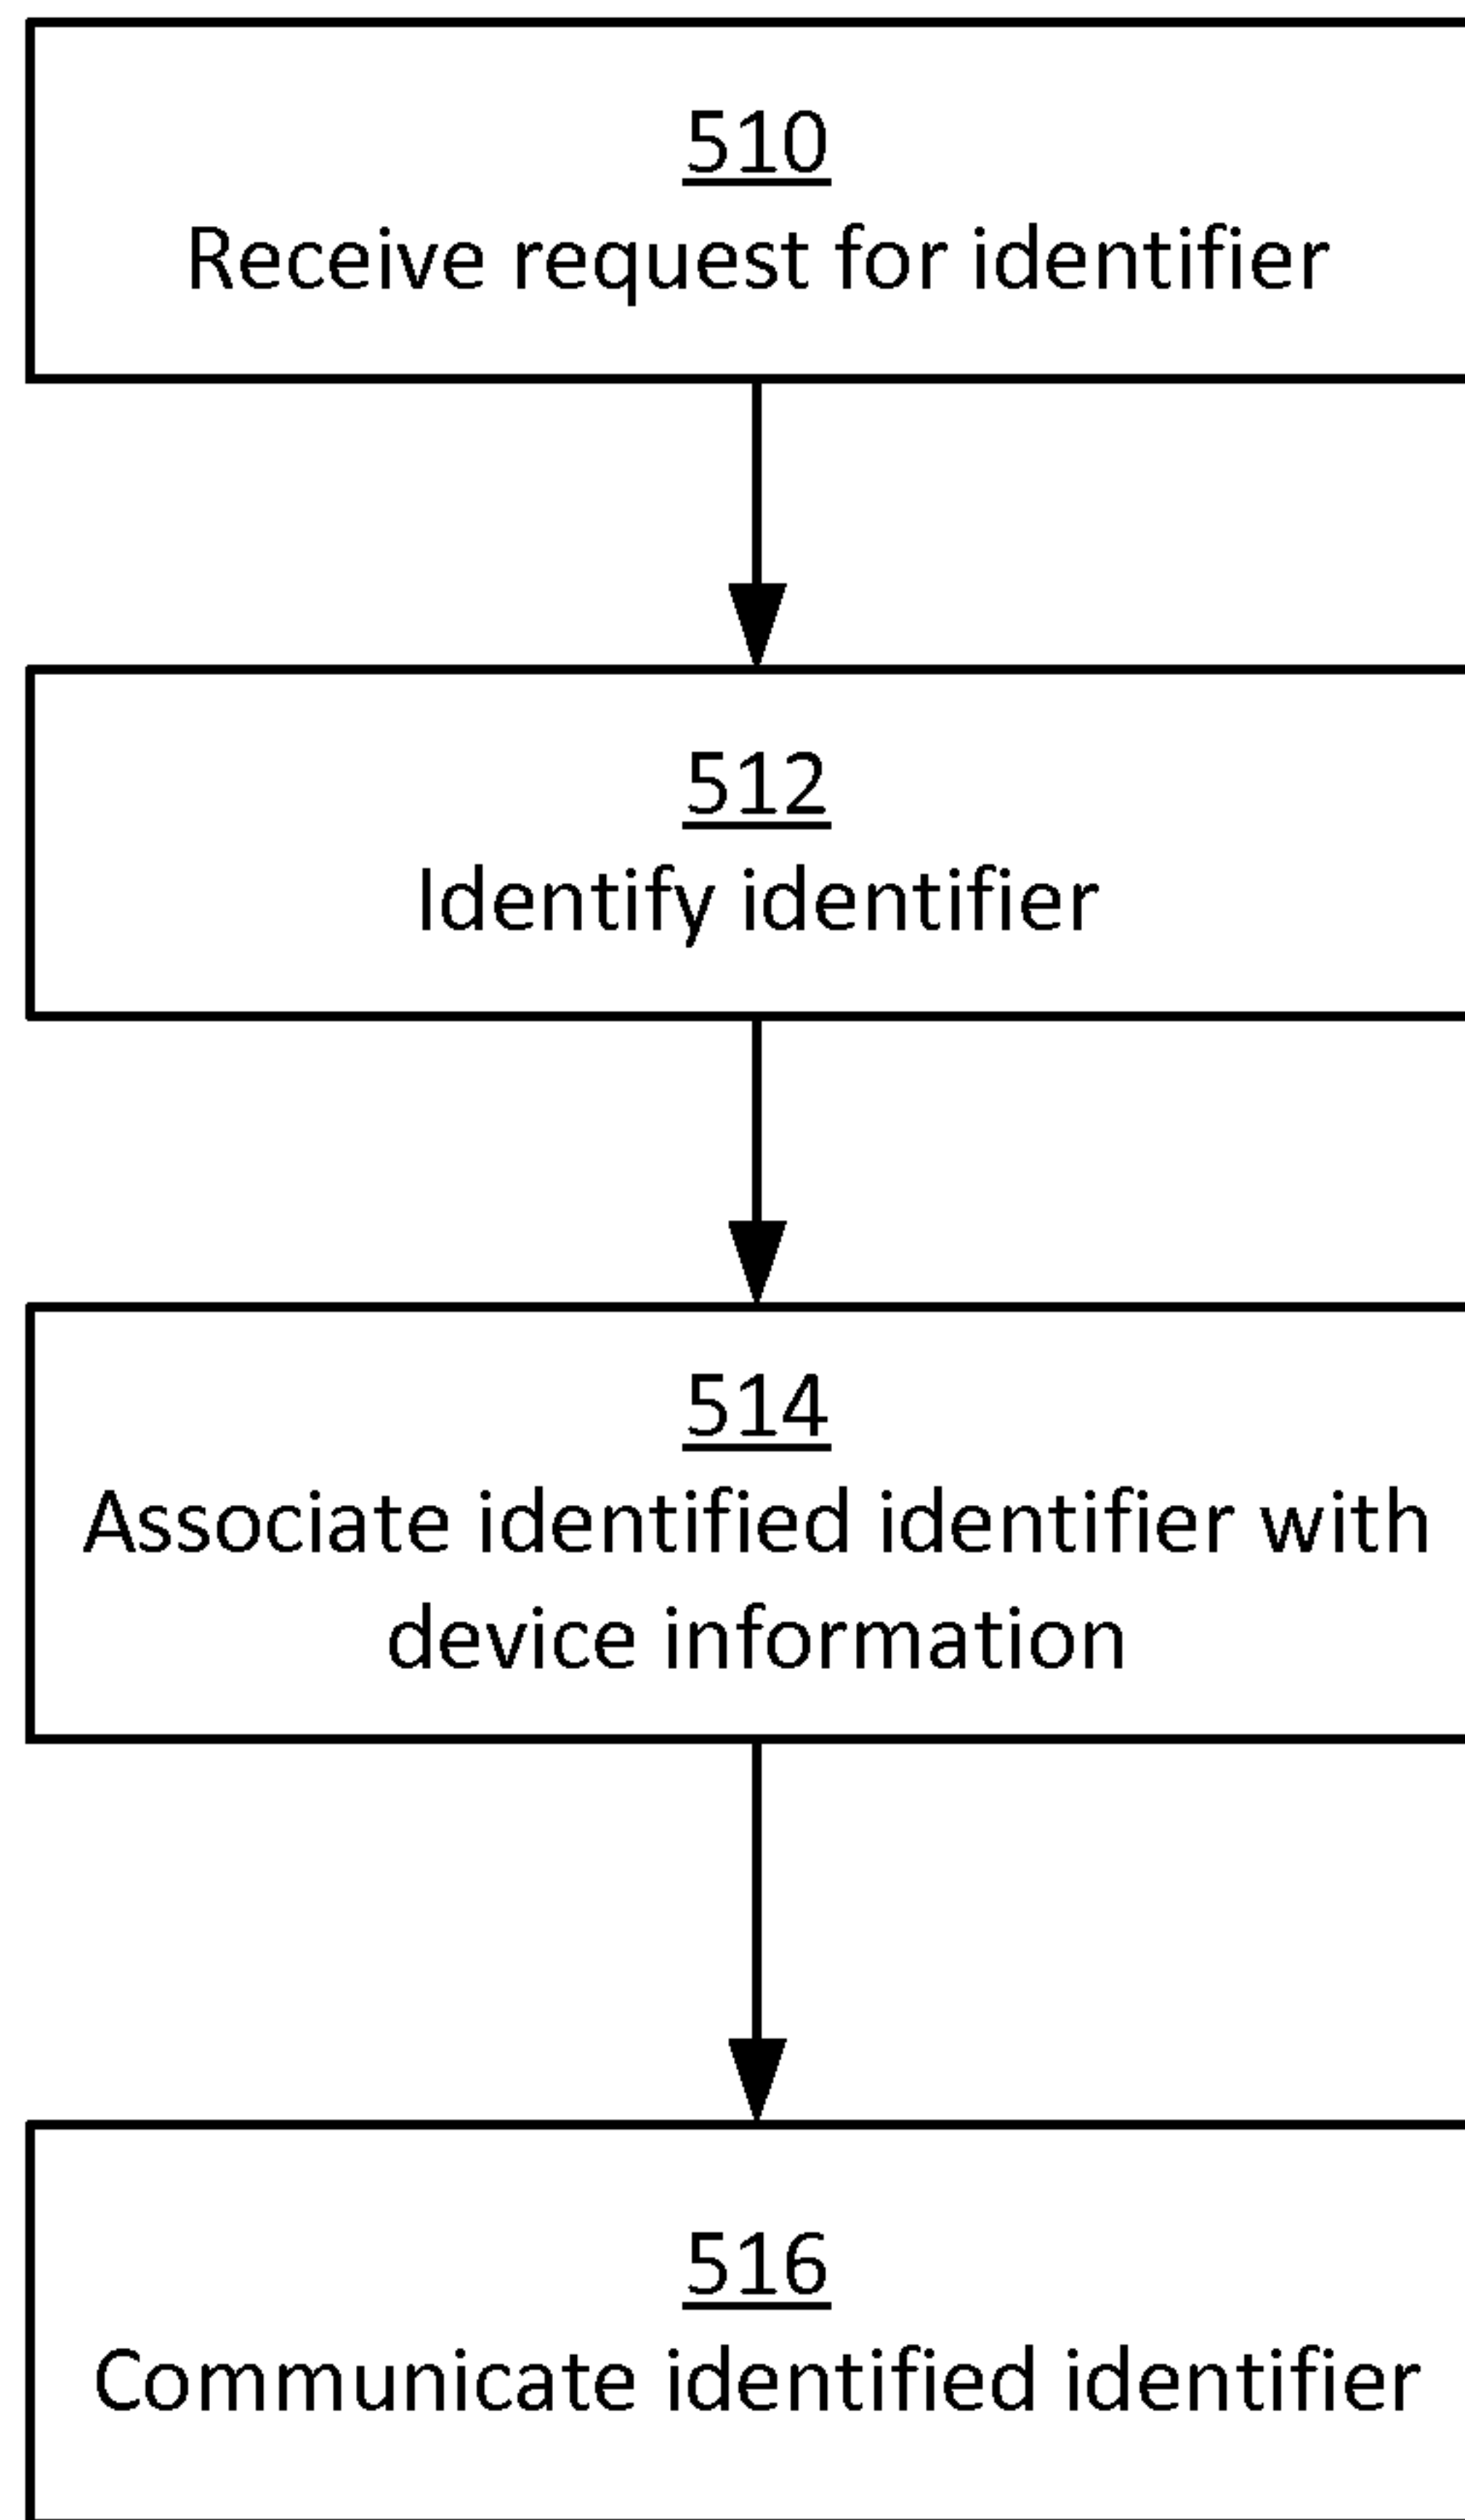 510
Receive request for identifier
512
Identify identifier
514
Associate identified identifier with
device information
516
Communicate identified identifier